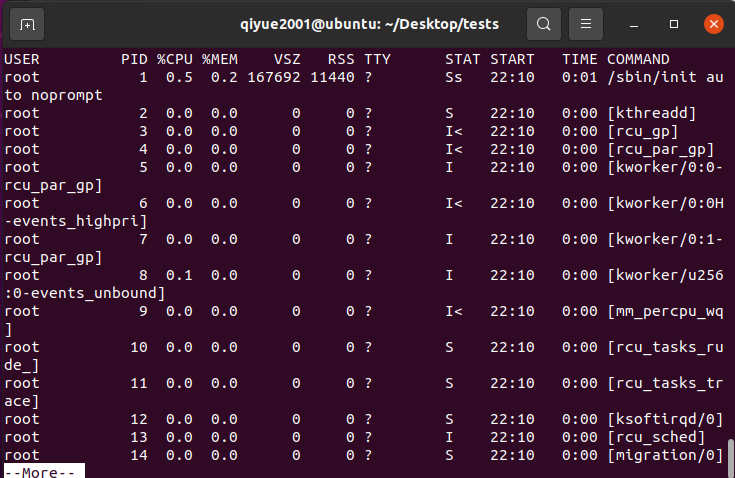 qiyue2001@ubuntu: ~/Desktop/tests
USER         PID %CPU %MEM    VSZ   RSS TTY      STAT START   TIME COMMAND
root           1  0.5  0.2 167692 11440 ?        Ss   22:10   0:01 /sbin/init au
to noprompt
root           2  0.0  0.0      0     0 ?        S    22:10   0:00 [kthreadd]
root           3  0.0  0.0      0     0 ?        I<   22:10   0:00 [rcu_gp]
root           4  0.0  0.0      0     0 ?        I<   22:10   0:00 [rcu_par_gp]
root           5  0.0  0.0      0     0 ?        I    22:10   0:00 [kworker/0:0-
rcu_par_gp]
root           6  0.0  0.0      0     0 ?        I<   22:10   0:00 [kworker/0:0H
-events_highpri]
root           7  0.0  0.0      0     0 ?        I    22:10   0:00 [kworker/0:1-
rcu_par_gp]
root           8  0.1  0.0      0     0 ?        I    22:10   0:00 [kworker/u256
:0-events_unbound]
root           9  0.0  0.0      0     0 ?        I<   22:10   0:00 [mm_percpu_wq
]
root          10  0.0  0.0      0     0 ?        S    22:10   0:00 [rcu_tasks_ru
de_]
root          11  0.0  0.0      0     0 ?        S    22:10   0:00 [rcu_tasks_tr
ace]
root          12  0.0  0.0      0     0 ?        S    22:10   0:00 [ksoftirqd/0]
root          13  0.0  0.0      0     0 ?        I    22:10   0:00 [rcu_sched]
root          14  0.0  0.0      0     0 ?        S    22:10   0:00 [migration/0]
--More--